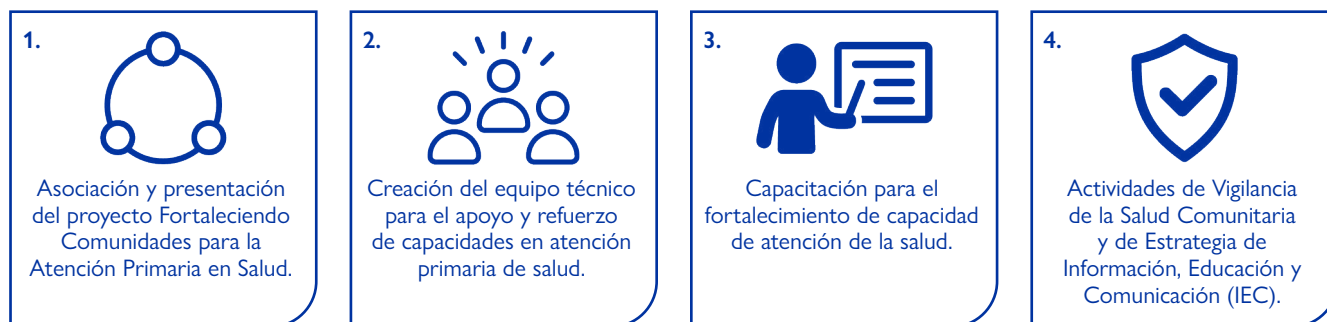 1.
Asociación y presentación
del proyecto Fortaleciendo
Comunidades para la
Atención Primaria en Salud.
2.
Creación del equipo técnico
para el apoyo y refuerzo
de capacidades en atención
primaria de salud.
3.
Capacitación para el
fortalecimiento de capacidad
de atención de la salud.
4.
Actividades de Vigilancia
de la Salud Comunitaria
y de Estrategia de
Información, Educación y
Comunicación (IEC).